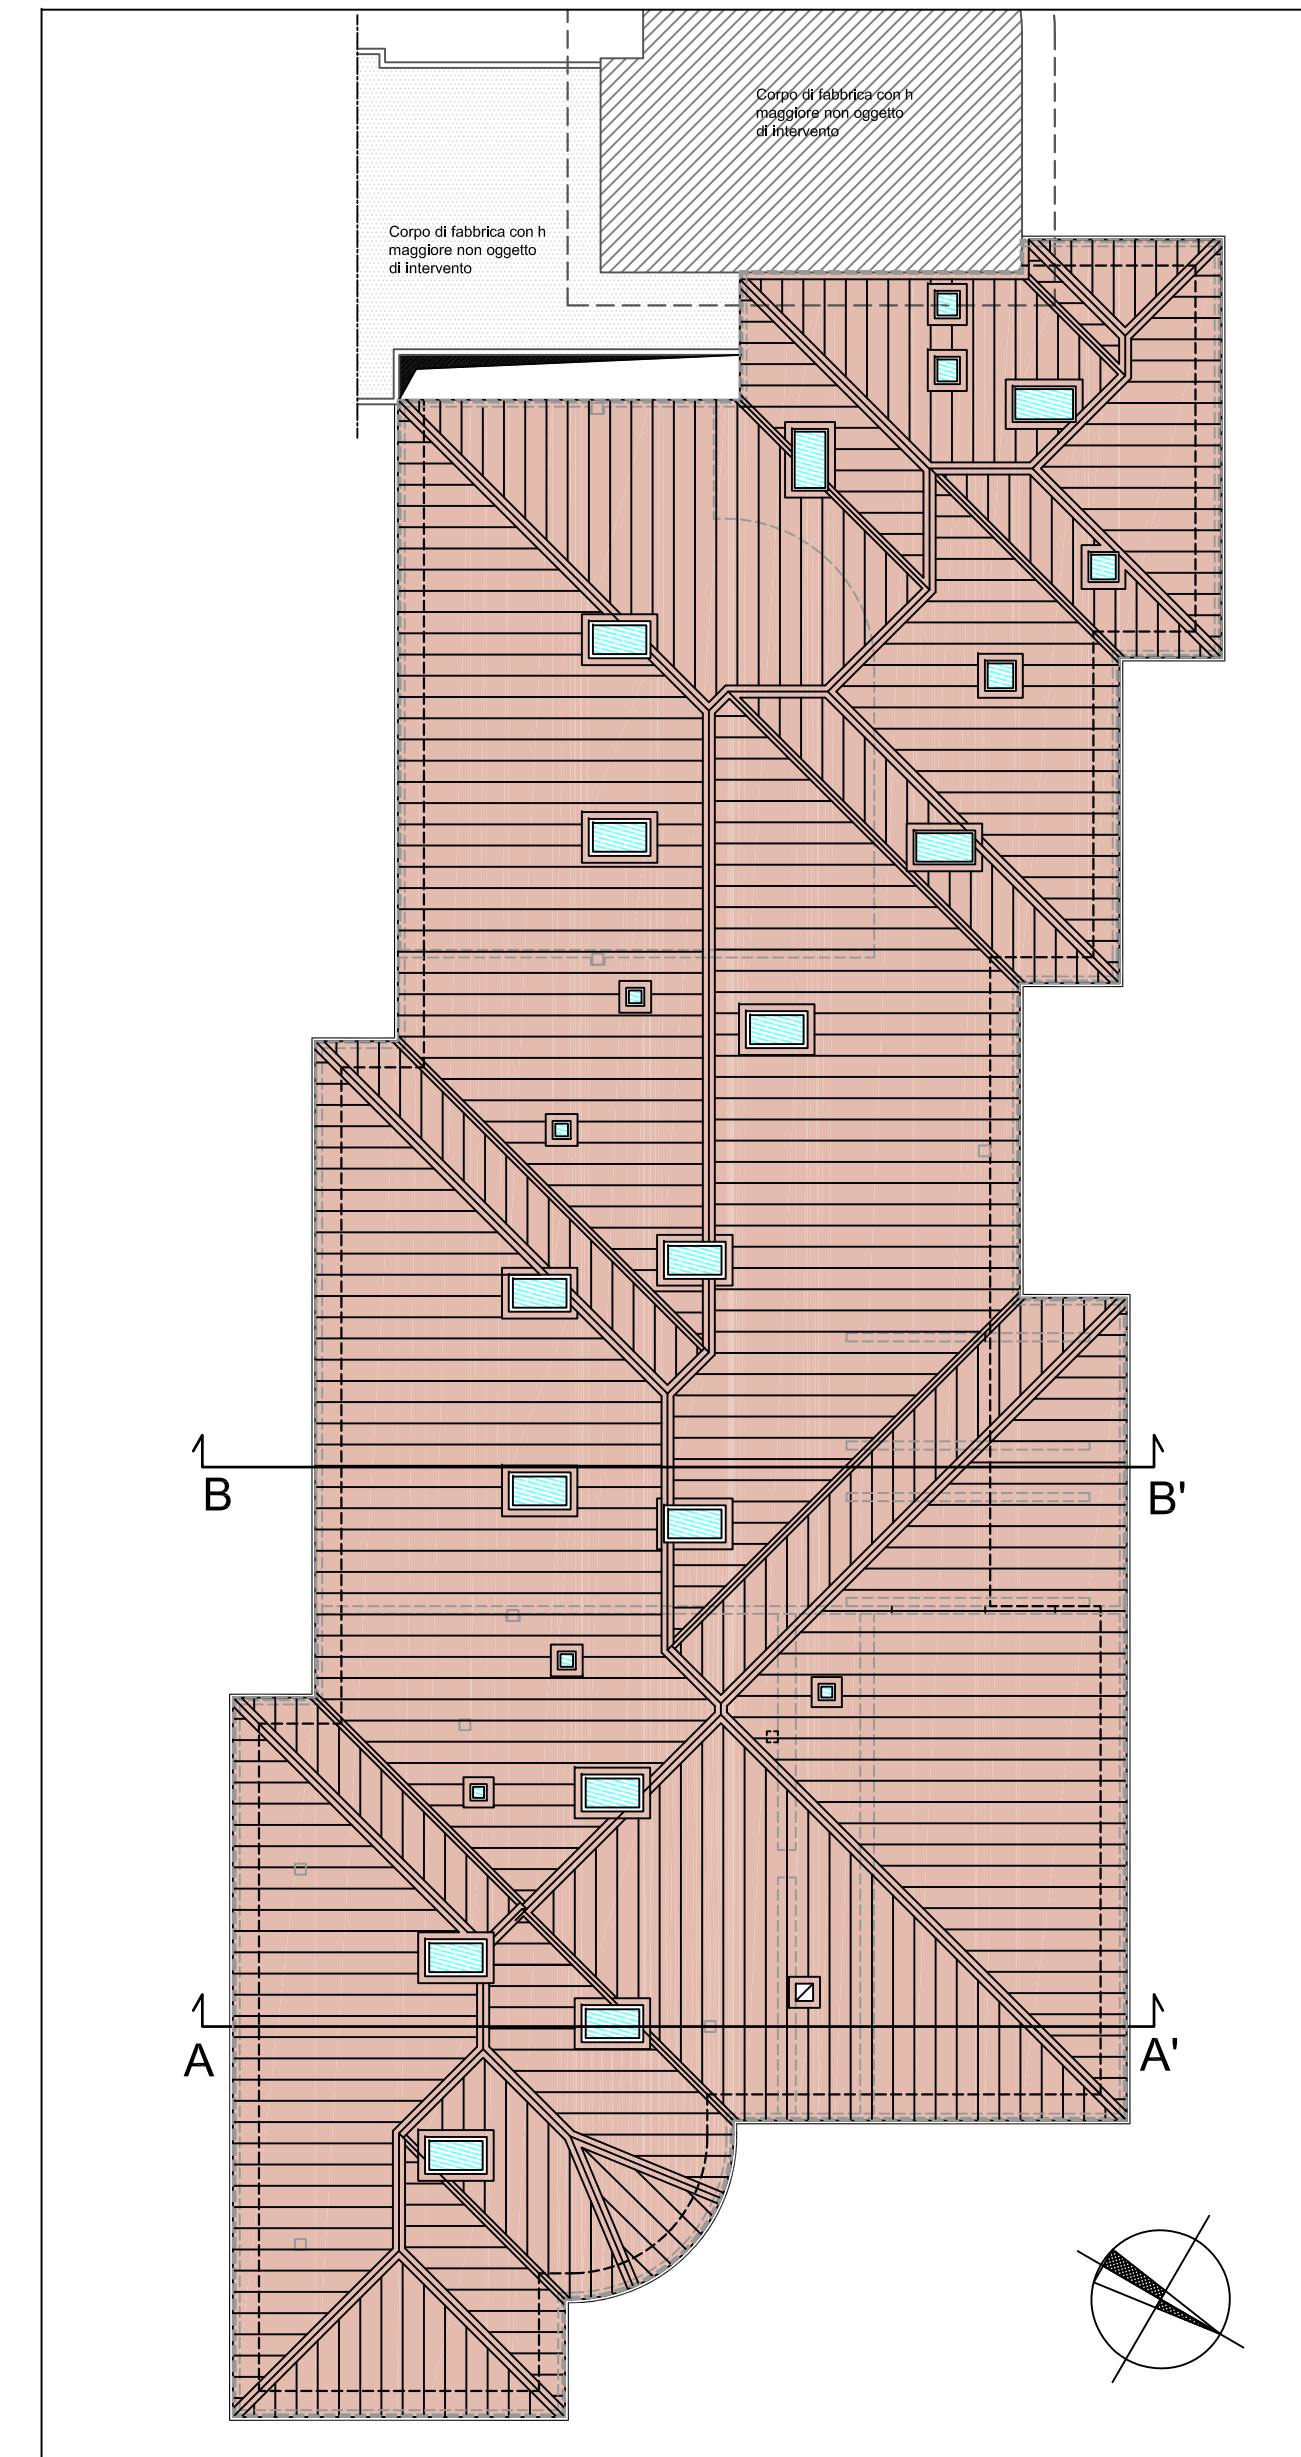 Corpo di fabbrica con h
maggiore non oggetto
di intervento
Corpo di fabbrica con h
maggiore non oggetto
di intervento
B
B'
A
A'